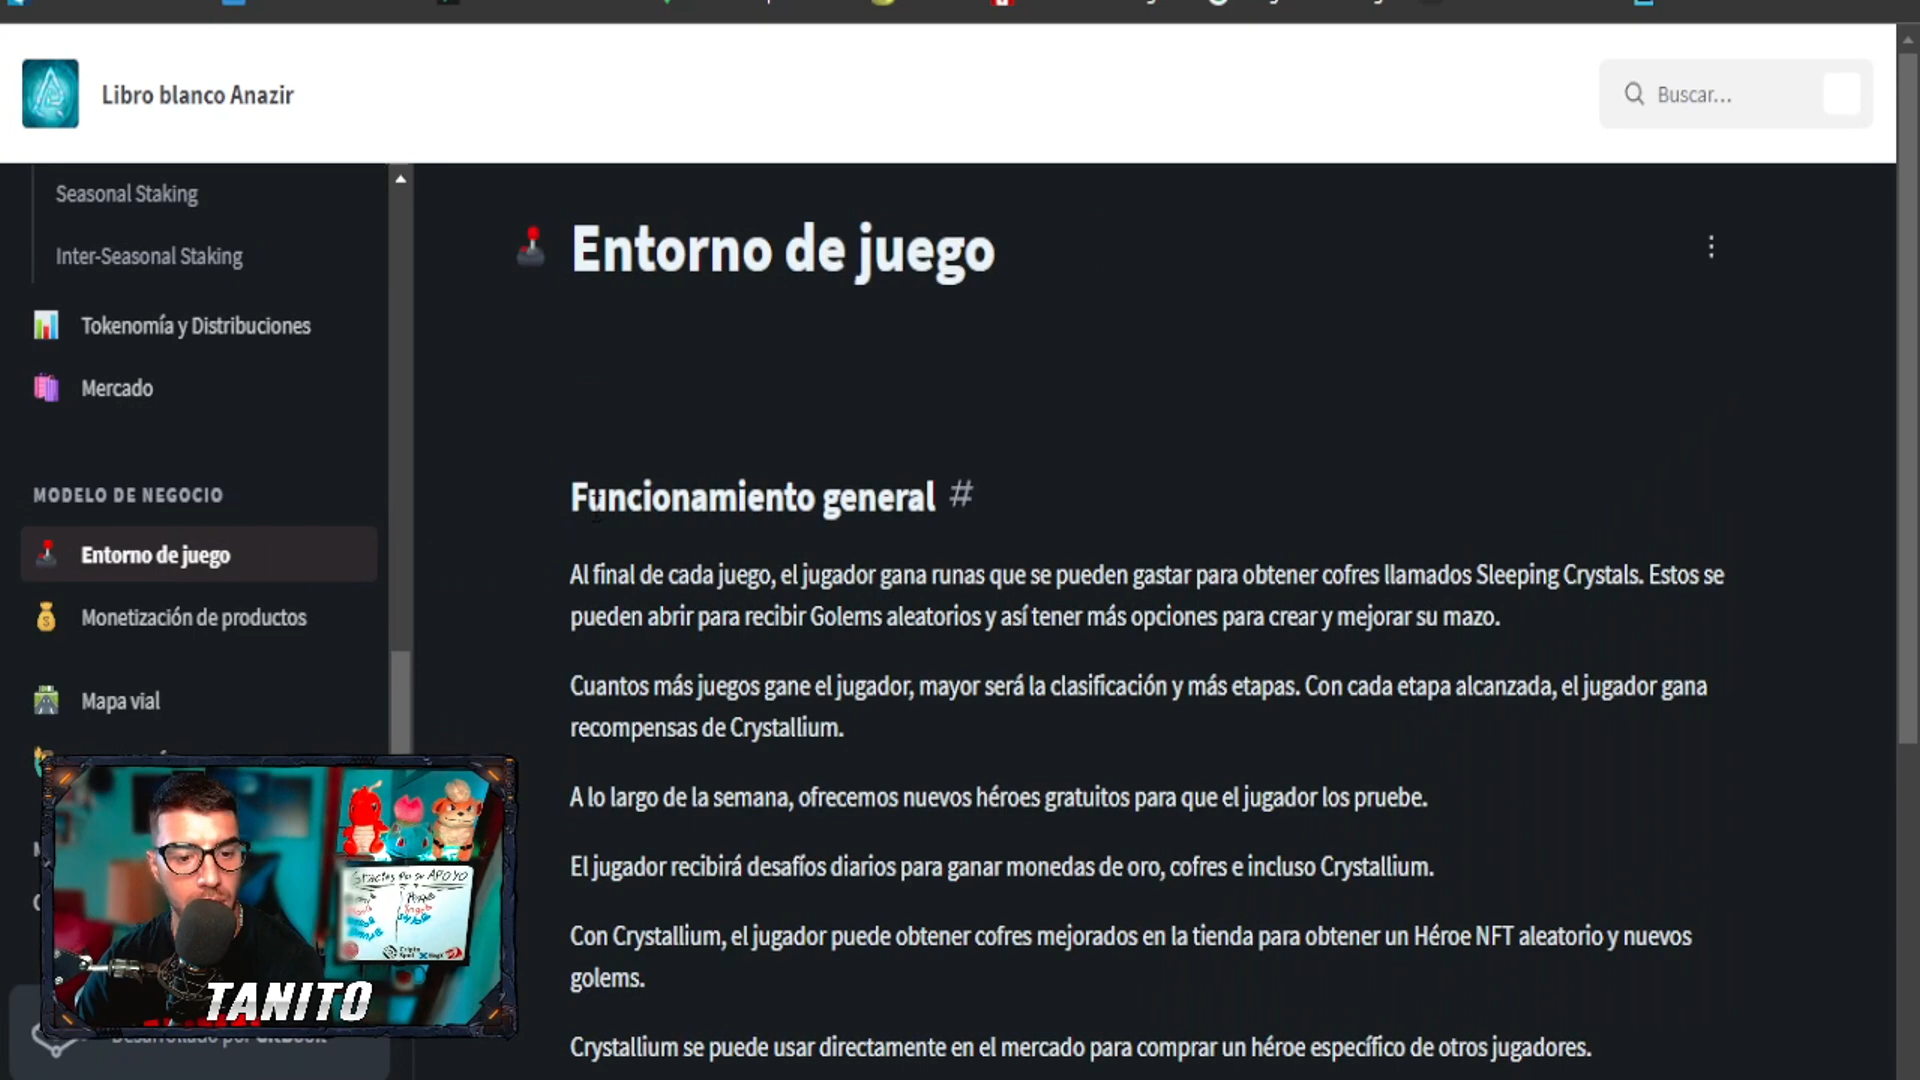 Libro blanco Anazir
Buscar...
Seasonal Staking
Inter-Seasonal Staking
Tokenomía y Distribuciones
Mercado
MODELO DE NEGOCIO
Entorno de juego
Monetización de productos
Mapa vial
Entorno de juego
Funcionamiento general #
Al final de cada juego, el jugador gana runas que se pueden gastar para obtener cofres llamados Sleeping Crystals. Estos se
pueden abrir para recibir Golems aleatorios y así tener más opciones para crear y mejorar su mazo.
Cuantos más juegos gane el jugador, mayor será la clasificación y más etapas. Con cada etapa alcanzada, el jugador gana
recompensas de Crystallium.
A lo largo de la semana, ofrecemos nuevos héroes gratuitos para que el jugador los pruebe.
El jugador recibirá desafíos diarios para ganar monedas de oro, cofres e incluso Crystallium.
Con Crystallium, el jugador puede obtener cofres mejorados en la tienda para obtener un Héroe NFT aleatorio y nuevos
golems.
Crystallium se puede usar directamente en el mercado para comprar un héroe específico de otros jugadores.
Gracias Por su APOYO
TANITO
Desarrollado por GitBook